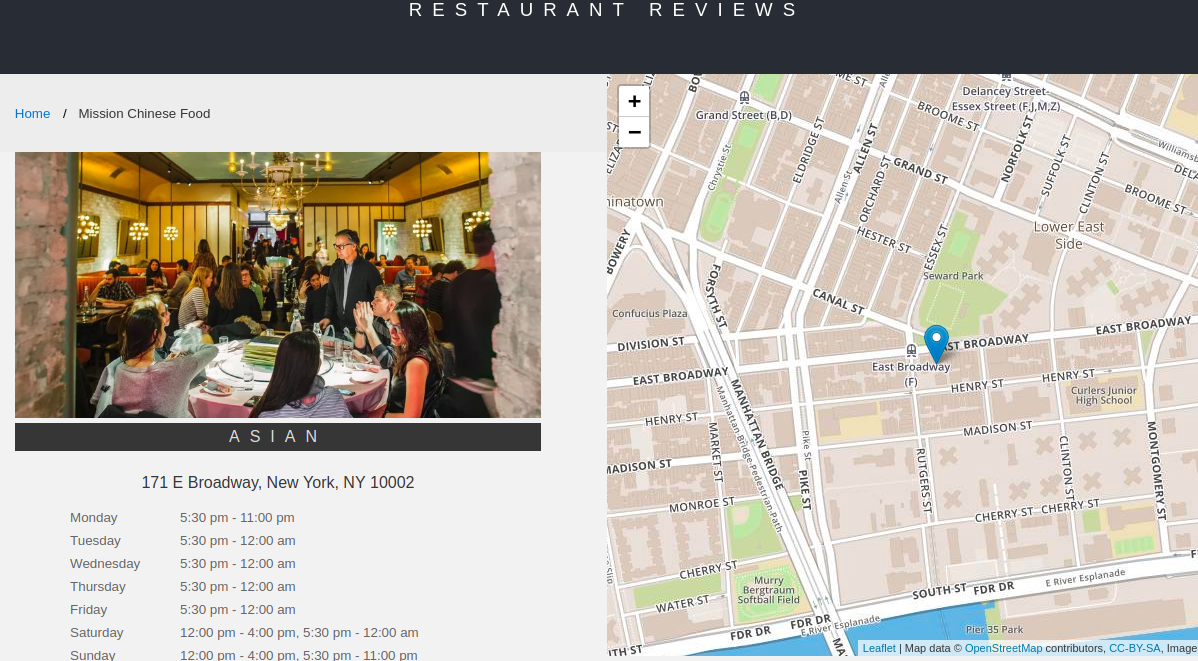 RESTAURANT REVIEWS
Home / Mission Chinese Food
ASIAN
171 E Broadway, New York, NY 10002
Monday 5:30 pm - 11:00 pm
Tuesday 5:30 pm - 12:00 am
Wednesday 5:30 pm - 12:00 am
Thursday 5:30 pm - 12:00 am
Friday 5:30 pm - 12:00 am
Saturday 12:00 pm - 4:00 pm, 5:30 pm - 12:00 am
Sunday 12:00 pm - 4:00 pm, 5:30 pm - 11:00 pm
+
−
Grand Street (B,D)
Delancey Street-
Essex Street (F,J,M,Z)
BROOME ST
Chrystie St
ELDRIDGE ST
ALLEN ST
Allen St
ORCHARD ST
GRAND ST
NORFOLK ST
SUFFOLK ST
CLINTON ST
BROOME ST
HESTER ST
ESSEX ST
Lower East
Side
BOWERY
FORSYTH ST
Seward Park
CANAL ST
Confucius Plaza
DIVISION ST
EAST BROADWAY
EAST BROADWAY
East Broadway
(F)
EAST BROADWAY
HENRY ST
HENRY ST
HENRY ST
Curlers Junior
High School
MANHATTAN BRIDGE
Manhattan Bridge Pedestrian Path
MARKET ST
Pike St
PIKE ST
MADISON ST
MADISON ST
RUTGERS ST
CLINTON ST
MONTGOMERY ST
MONROE ST
CHERRY ST
CHERRY ST
CHERRY ST
WATER ST
Murry
Bergtraum
Softball Field
SOUTH ST
FDR DR
E River Esplanade
FDR DR
FDR DR
E River Esplanade
Pier 35 Park
Leaflet | Map data © OpenStreetMap contributors, CC-BY-SA, Image